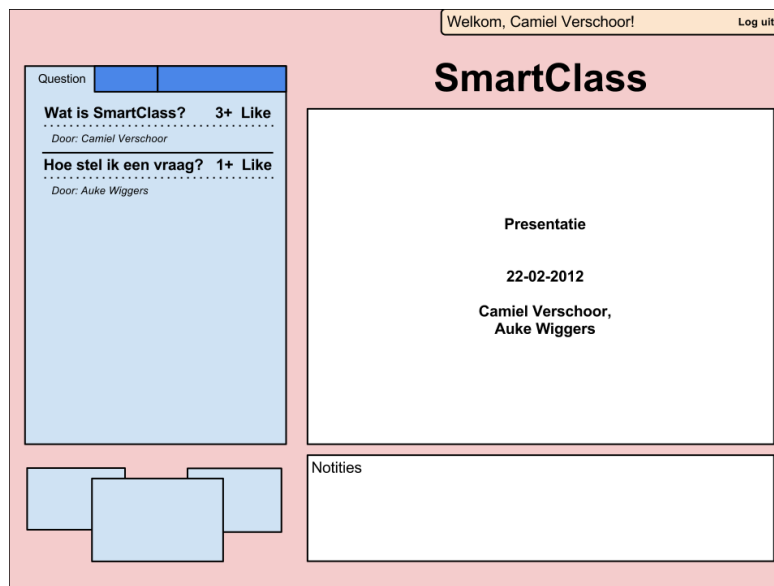 Welkom, Camiel Verschoor! Log uit
SmartClass
Question
Wat is SmartClass? 3+ Like
Door: Camiel Verschoor
Hoe stel ik een vraag? 1+ Like
Door: Auke Wiggers
Presentatie
22-02-2012
Camiel Verschoor,
Auke Wiggers
Notities